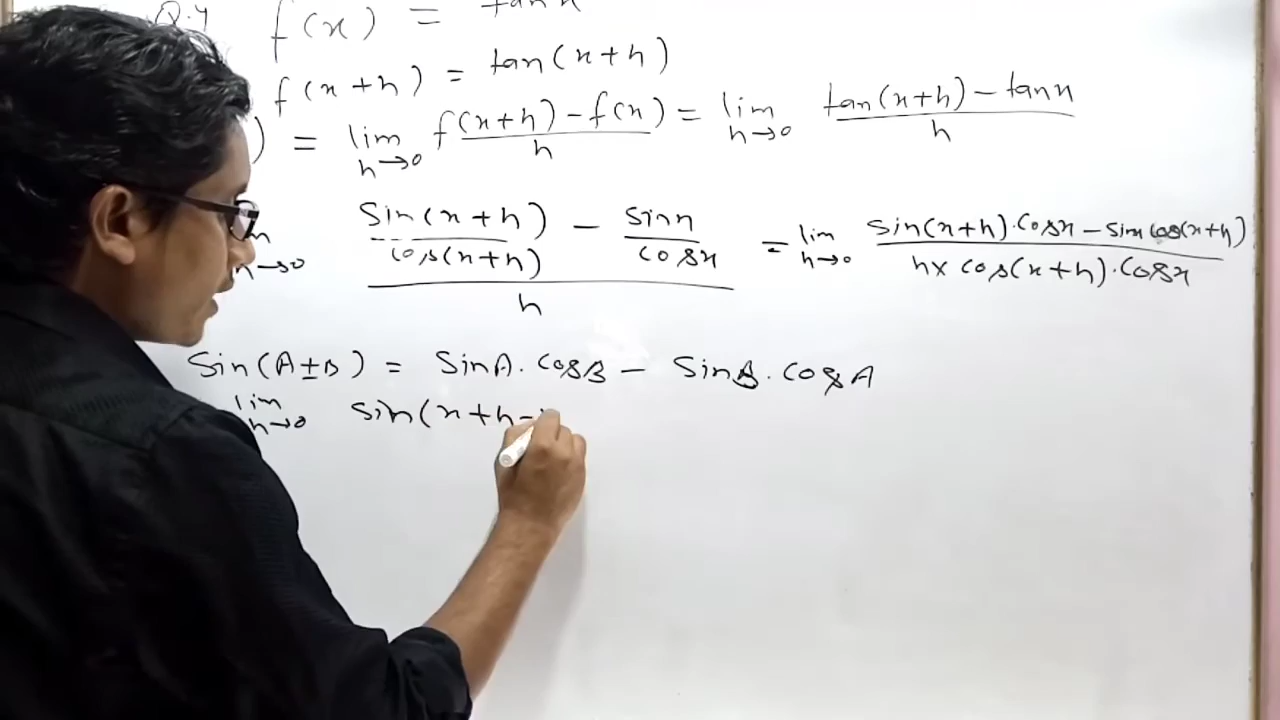 Q.4 f(x) = tan x
f(x+h) = tan(x+h)
) = lim h→0 f(x+h) - f(x) / h = lim h→0 tan(x+h) - tan x / h
h→0 sin(x+h) / cos(x+h) - sin x / cos x / h = lim h→0 sin(x+h).cos x - sin x cos(x+h) / h× cos(x+h).cos x
Sin(A±B) = SinA.cosB - SinB.cosA
lim h→0 sin(x+h-